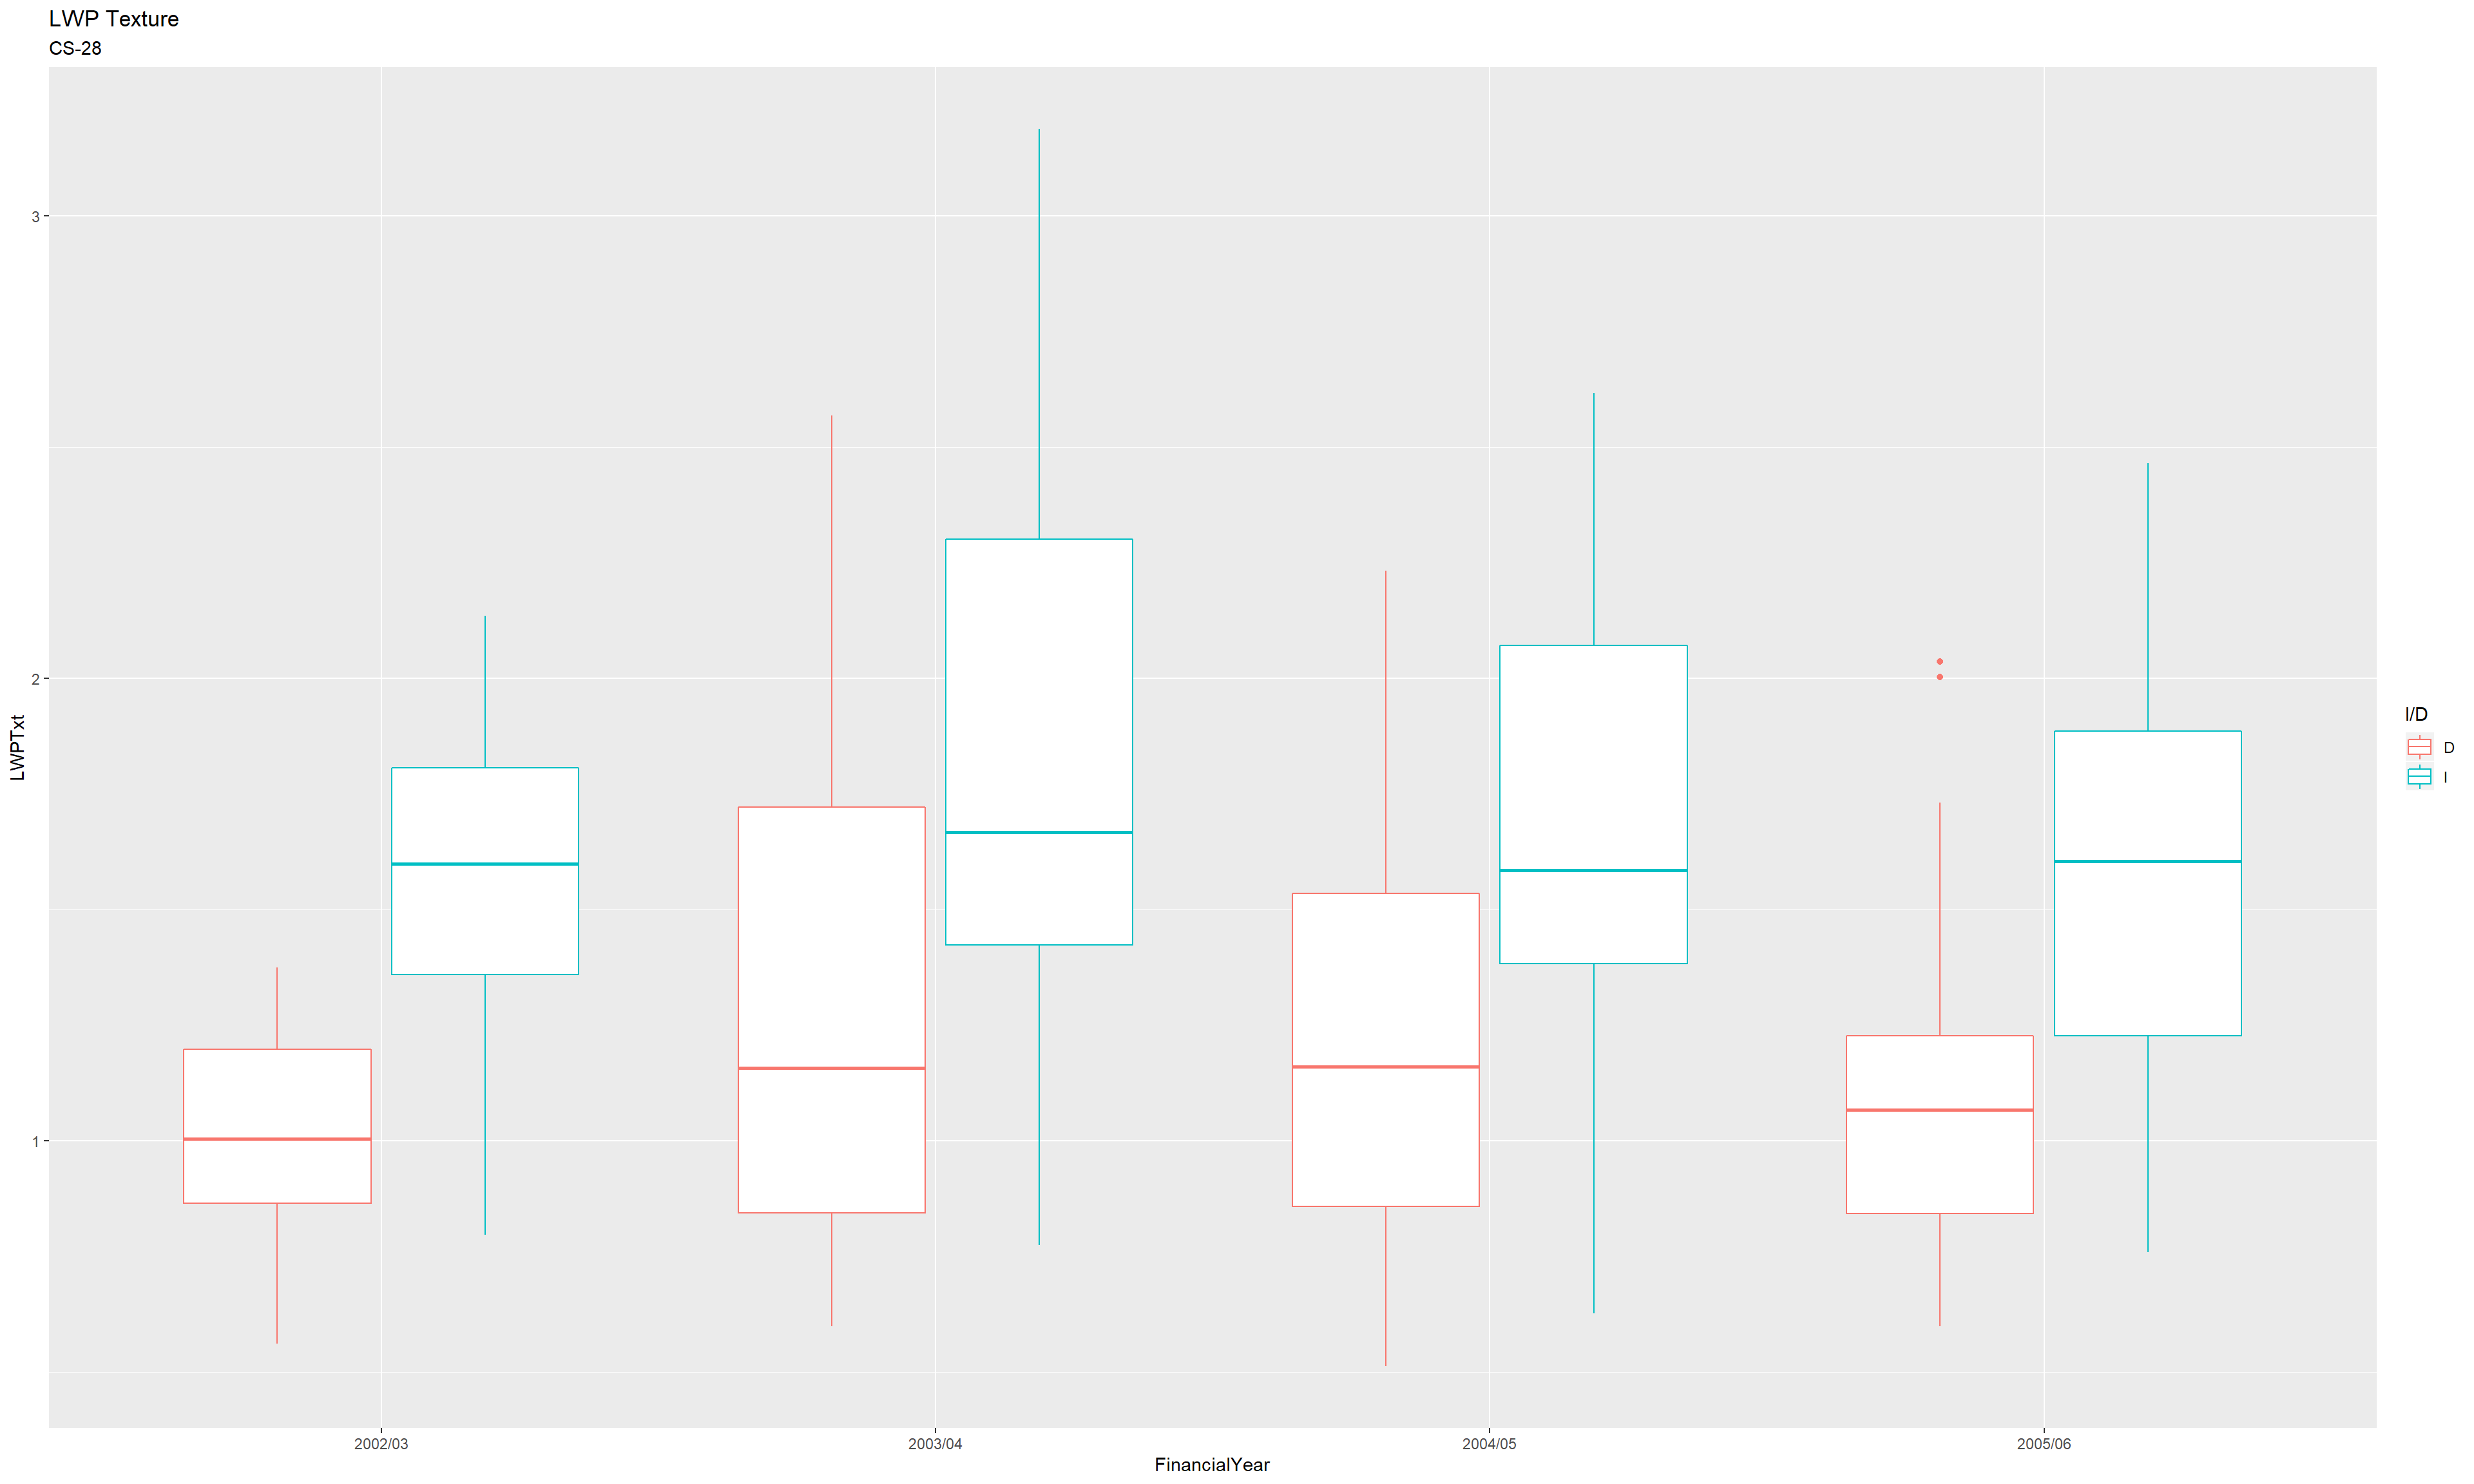 LWP Texture
CS-28
3
2
1
LWPTxt
2002/03
2003/04
2004/05
2005/06
FinancialYear
I/D
D
I